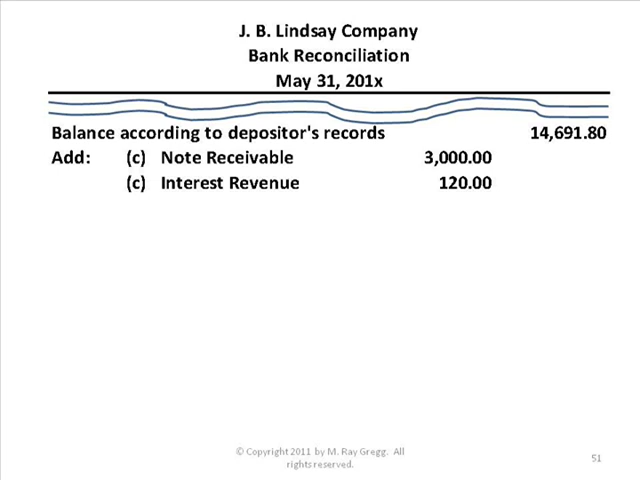 J. B. Lindsay Company
Bank Reconciliation
May 31, 201x
Balance according to depositor's records 14,691.80
Add: (c) Note Receivable 3,000.00
(c) Interest Revenue 120.00
© Copyright 2011 by M. Ray Gregg. All
rights reserved.
51